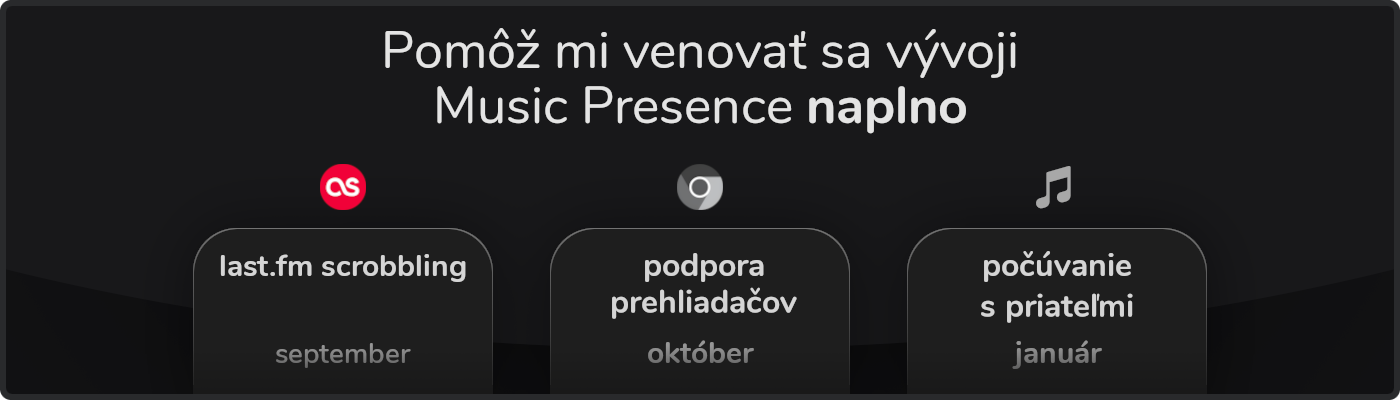 Pomôž mi venovať sa vývoji
Music Presence naplno
last.fm scrobbling
september
podpora
prehliadačov
október
počúvanie
s priateľmi
január